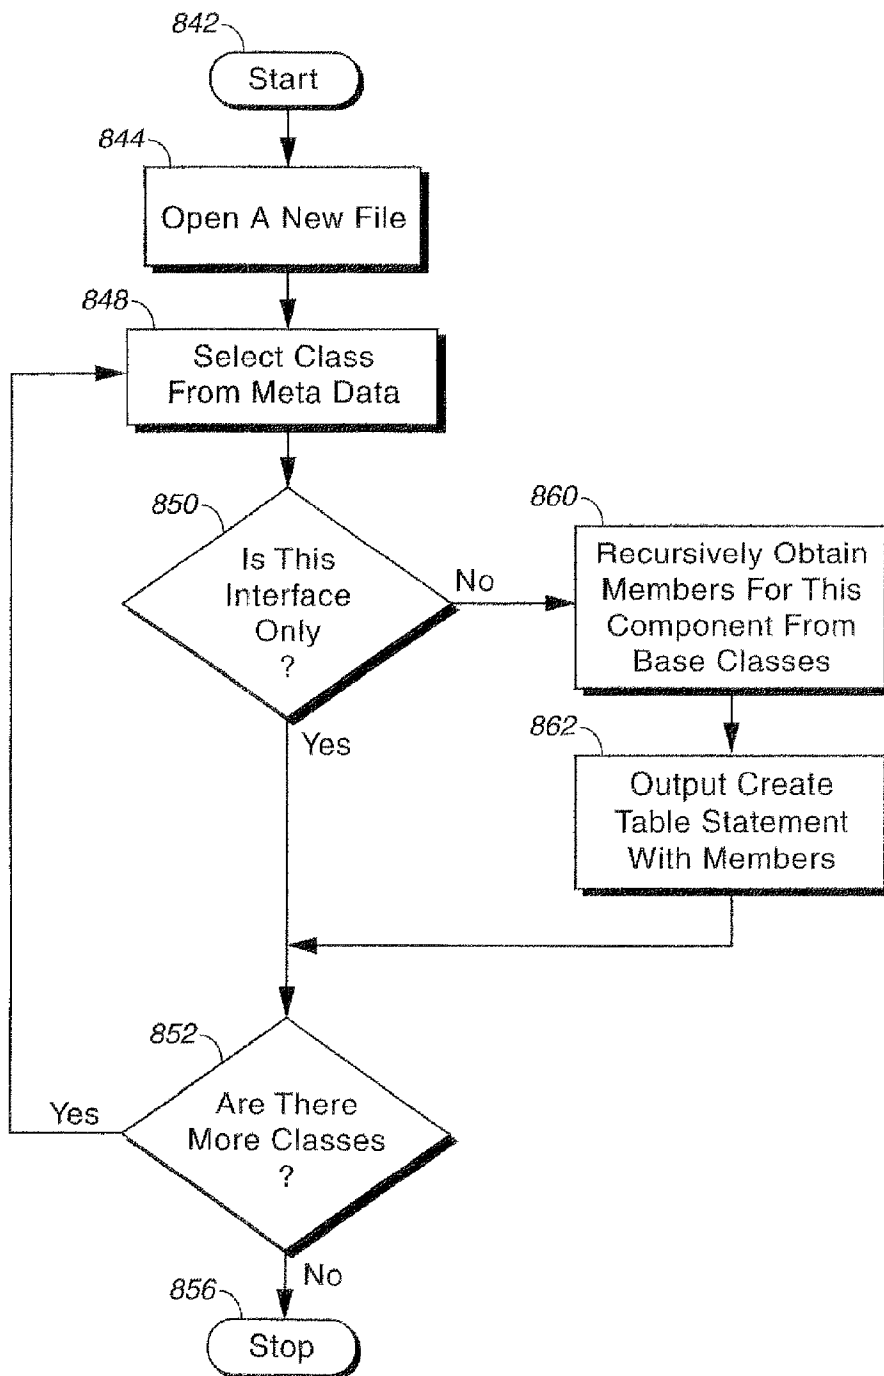 842
Start
844
Open A New File
848
Select Class
From Meta Data
850
Is This
Interface
Only
?
No
Yes
860
Recursively Obtain
Members For This
Component From
Base Classes
862
Output Create
Table Statement
With Members
852
Are There
More Classes
?
Yes
No
856
Stop